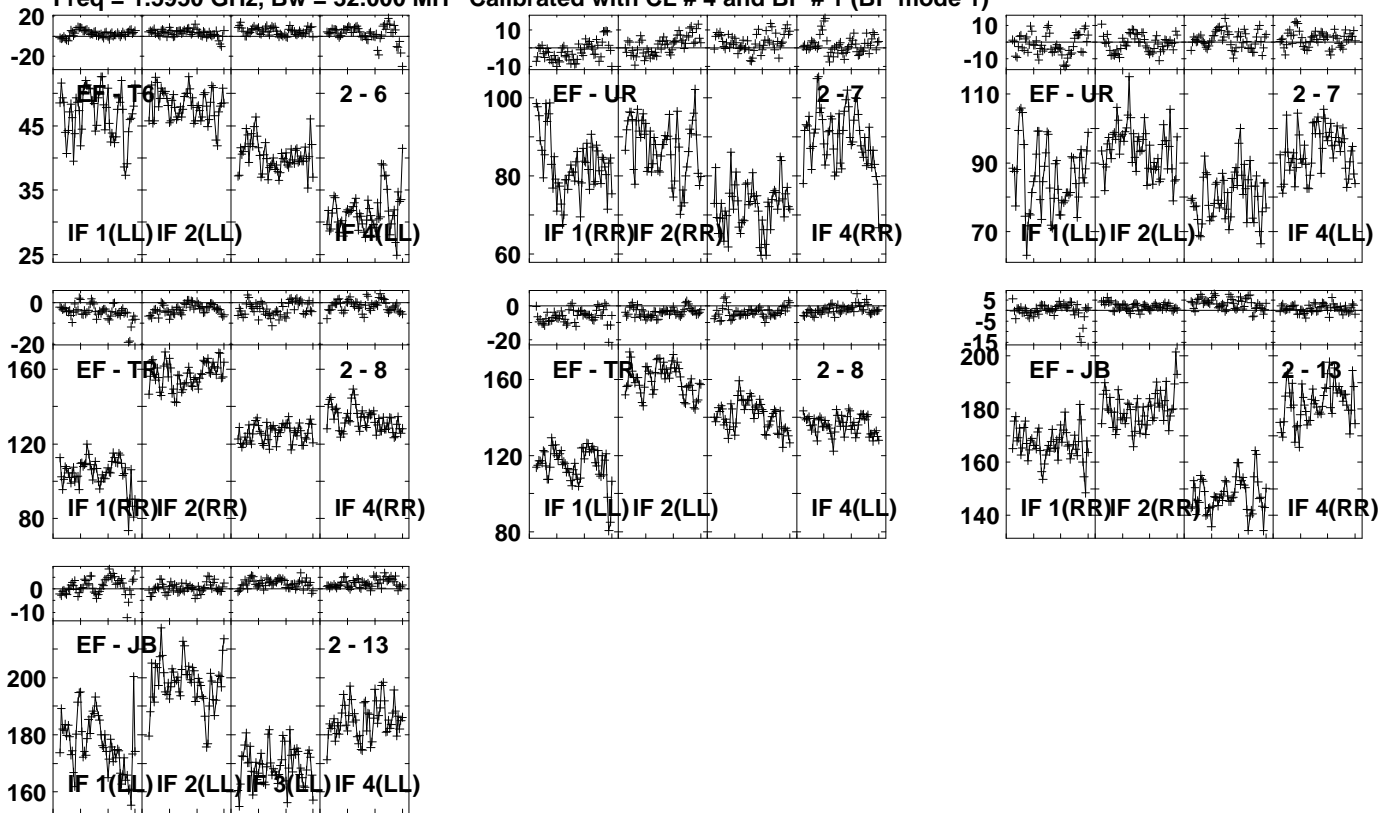 Freq = GHz, Bw = 32.000 MH Calibrated with CL # 4 and BP # 1 (BP mode 1)
20
-20
45
35
25
EF - T6 2 - 6
IF 1(LL) IF 2(LL) IF 4(LL)
10
-10
100
80
60
EF - UR 2 - 7
IF 1(RR) IF 2(RR) IF 4(RR)
10
-10
110
90
70
EF - UR 2 - 7
IF 1(LL) IF 2(LL) IF 4(LL)
0
-20
160
120
80
EF - TR 2 - 8
IF 1(RR) IF 2(RR) IF 4(RR)
0
-20
160
120
80
EF - TR 2 - 8
IF 1(LL) IF 2(LL) IF 4(LL)
5
-5
-15
200
180
160
140
EF - JB 2 - 13
IF 1(RR) IF 2(RR) IF 4(RR)
0
-10
200
180
160
EF - JB 2 - 13
IF 1(LL) IF 2(LL) IF 3(LL) IF 4(LL)